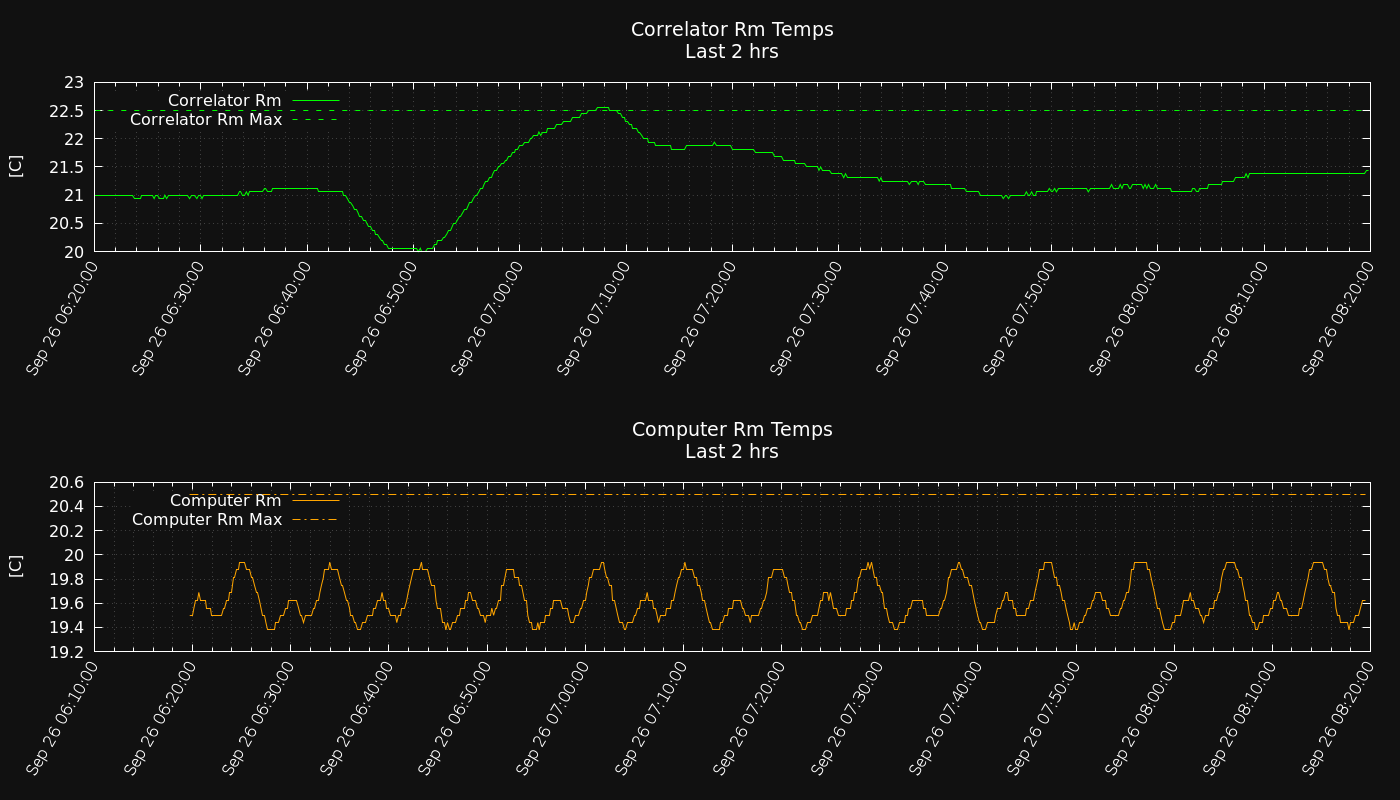 Correlator Rm Temps
Last 2 hrs
[C]
23
22.5
22
21.5
21
20.5
20
Correlator Rm
Correlator Rm Max
Sep 26 06:20:00
Sep 26 06:30:00
Sep 26 06:40:00
Sep 26 06:50:00
Sep 26 07:00:00
Sep 26 07:10:00
Sep 26 07:20:00
Sep 26 07:30:00
Sep 26 07:40:00
Sep 26 07:50:00
Sep 26 08:00:00
Sep 26 08:10:00
Sep 26 08:20:00
Computer Rm Temps
Last 2 hrs
[C]
20.6
20.4
20.2
20
19.8
19.6
19.4
19.2
Computer Rm
Computer Rm Max
Sep 26 06:10:00
Sep 26 06:20:00
Sep 26 06:30:00
Sep 26 06:40:00
Sep 26 06:50:00
Sep 26 07:00:00
Sep 26 07:10:00
Sep 26 07:20:00
Sep 26 07:30:00
Sep 26 07:40:00
Sep 26 07:50:00
Sep 26 08:00:00
Sep 26 08:10:00
Sep 26 08:20:00